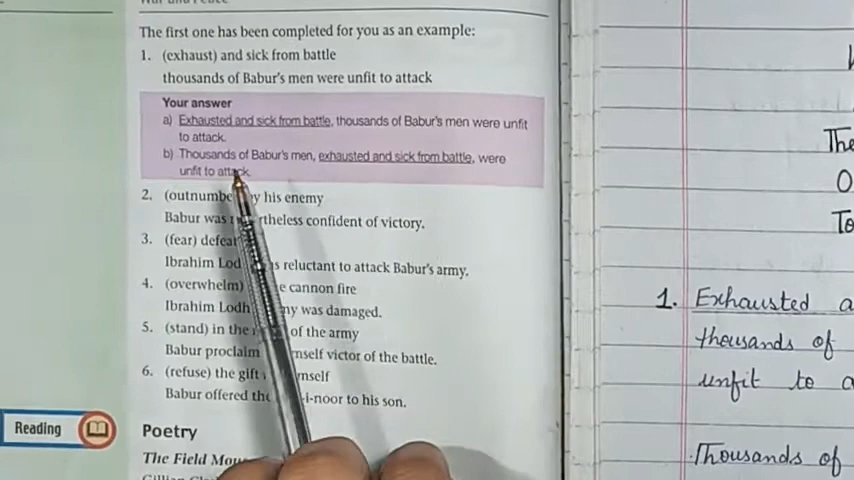 The first one has been completed for you as an example:
1. (exhaust) and sick from battle
thousands of Babur's men were unfit to attack
Your answer
a) Exhausted and sick from battle, thousands of Babur's men were unfit
to attack.
b) Thousands of Babur's men, exhausted and sick from battle, were
unfit to attack.
2. (outnumbe by his enemy
Babur was rtheless confident of victory.
3. (fear) defeat
Ibrahim Lod s reluctant to attack Babur's army.
4. (overwhelm) cannon fire
Ibrahim Lodh my was damaged.
5. (stand) in the of the army
Babur proclaim mself victor of the battle.
6. (refuse) the gift mself
Babur offered the -i-noor to his son.
Reading
Poetry
The Field Mou
The
O
To
1. Exhausted a
thousands of
unfit to a
Thousands of